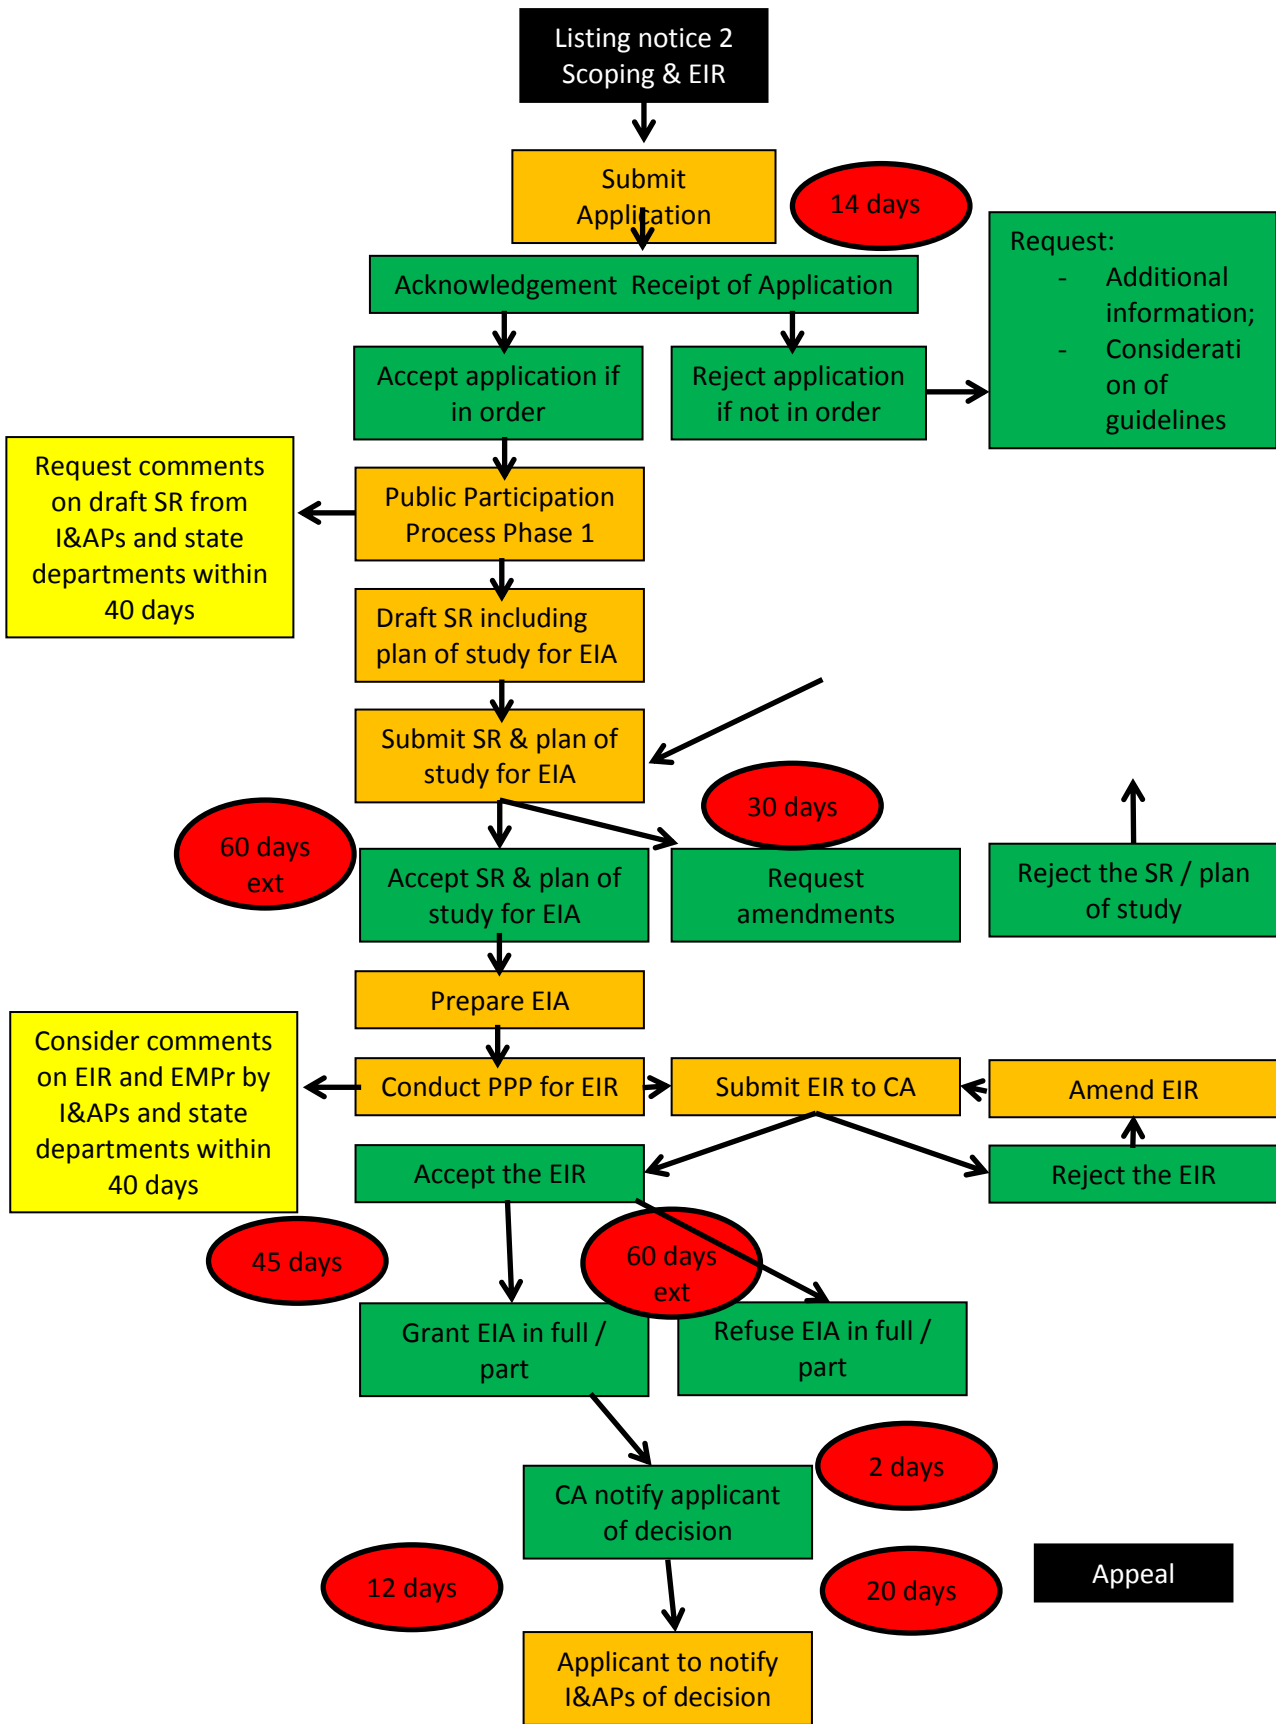 Listing notice 2
Scoping & EIR
Submit
Application
14 days
Request:
- Additional
information;
- Considerati
on of
guidelines
Acknowledgement Receipt of Application
Accept application if
in order
Reject application
if not in order
Request comments
on draft SR from
I&APs and state
departments within
40 days
Public Participation
Process Phase 1
Draft SR including
plan of study for EIA
Submit SR & plan of
study for EIA
30 days
60 days
ext
Accept SR & plan of
study for EIA
Request
amendments
Reject the SR / plan
of study
Prepare EIA
Consider comments
on EIR and EMPr by
I&APs and state
departments within
40 days
Conduct PPP for EIR
Submit EIR to CA
Amend EIR
Accept the EIR
Reject the EIR
45 days
60 days
ext
Grant EIA in full /
part
Refuse EIA in full /
part
2 days
CA notify applicant
of decision
12 days
20 days
Appeal
Applicant to notify
I&APs of decision